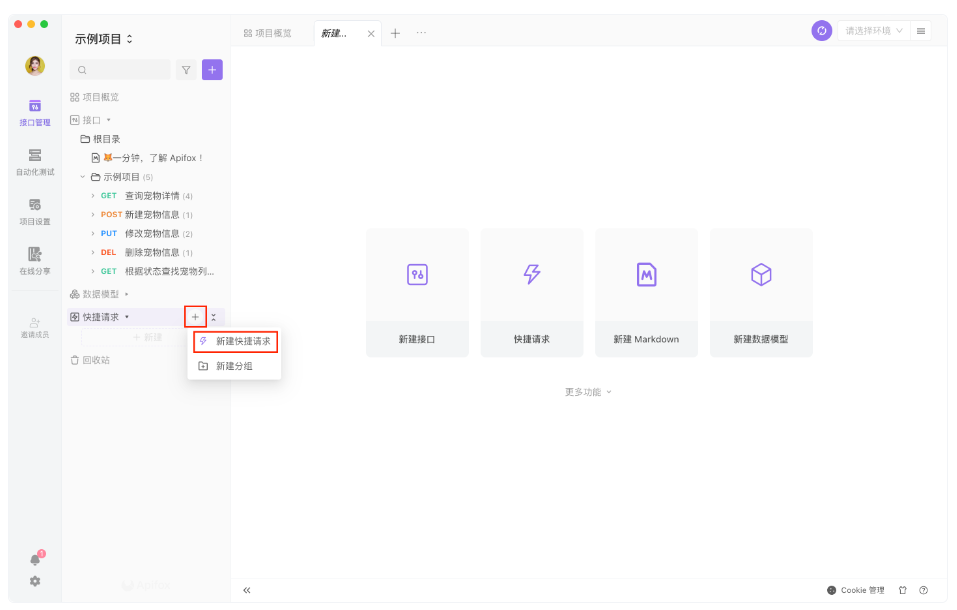 示例项目
项目概览
新建...
请选择环境
项目概览
接口
接口管理
根目录
一分钟，了解 Apifox！
自动化测试
示例项目 (5)
GET 查询宠物详情 (4)
POST 新建宠物信息 (1)
项目设置
PUT 修改宠物信息 (2)
DEL 删除宠物信息 (1)
在线分享
GET 根据状态查找宠物列...
数据模型
快捷请求
邀请成员
新建
新建快捷请求
回收站
新建分组
新建接口
快捷请求
新建 Markdown
新建数据模型
更多功能
1
Apifox
Cookie 管理